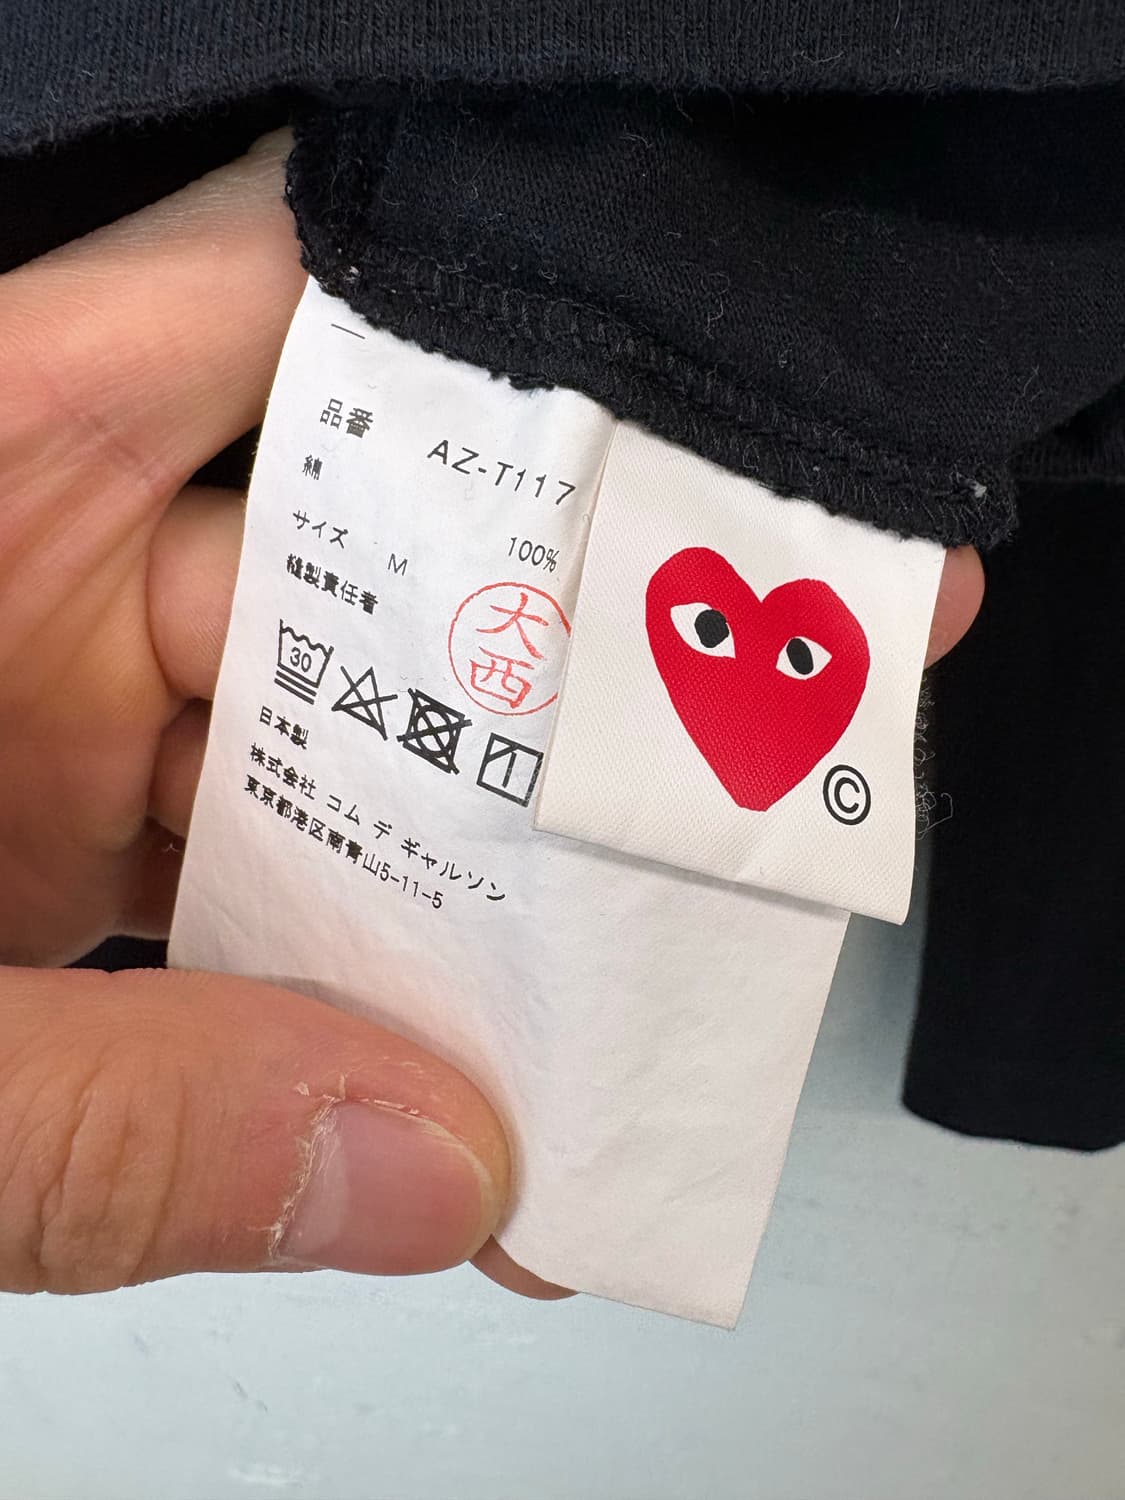 品番 AZ-T117
綿 100%
サイズ M
縫製責任者
大西
30
日本製
株式会社 コム デ ギャルソン
東京都港区南青山5-11-5
©